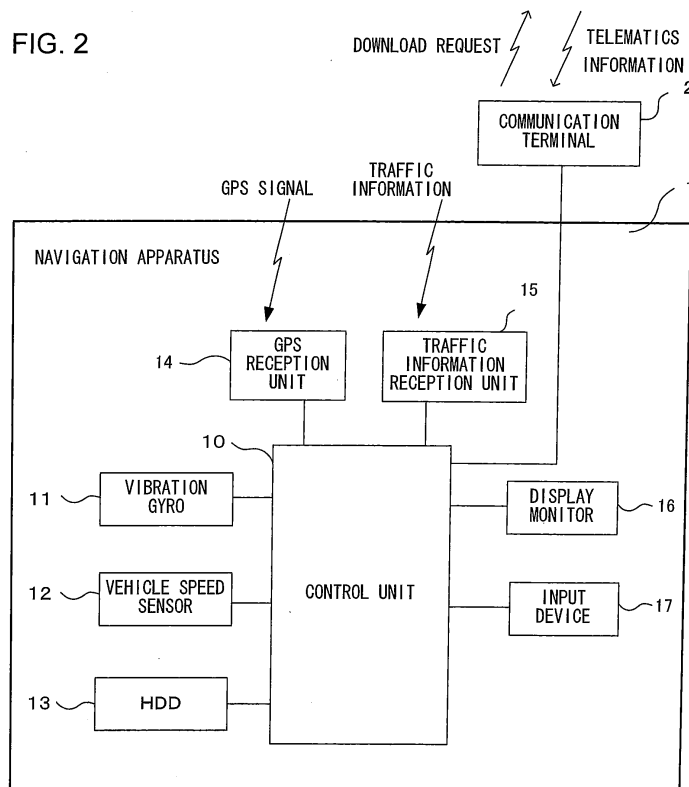 FIG. 2
DOWNLOAD REQUEST
TELEMATICS
INFORMATION
2
COMMUNICATION
TERMINAL
GPS SIGNAL
TRAFFIC
INFORMATION
NAVIGATION APPARATUS
14
GPS
RECEPTION
UNIT
15
TRAFFIC
INFORMATION
RECEPTION UNIT
10
CONTROL UNIT
11
VIBRATION
GYRO
DISPLAY
MONITOR
16
12
VEHICLE SPEED
SENSOR
INPUT
DEVICE
17
13
HDD